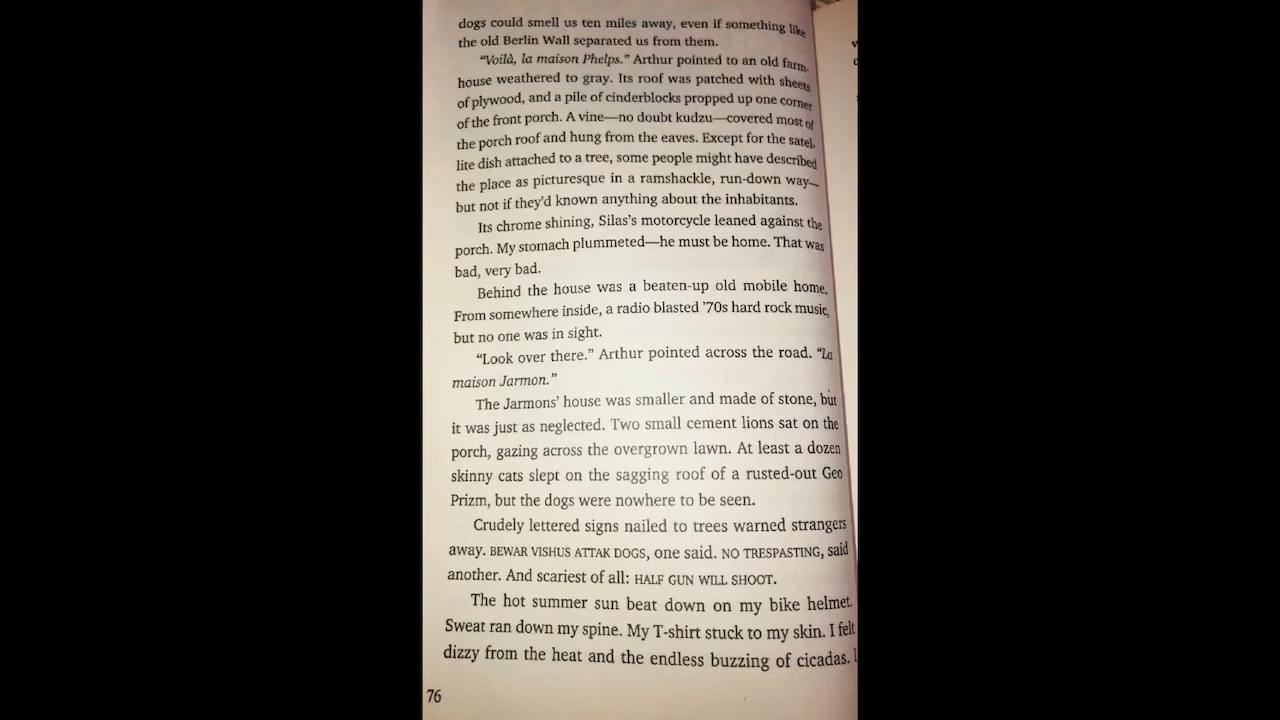 dogs could smell us ten miles away, even if something like
the old Berlin Wall separated us from them.
“Voilà, la maison Phelps.” Arthur pointed to an old farm-
house weathered to gray. Its roof was patched with sheets
of plywood, and a pile of cinderblocks propped up one corner
of the front porch. A vine—no doubt kudzu—covered most of
the porch roof and hung from the eaves. Except for the satel-
lite dish attached to a tree, some people might have described
the place as picturesque in a ramshackle, run-down way—
but not if they’d known anything about the inhabitants.
Its chrome shining, Silas’s motorcycle leaned against the
porch. My stomach plummeted—he must be home. That was
bad, very bad.
Behind the house was a beaten-up old mobile home.
From somewhere inside, a radio blasted ’70s hard rock music,
but no one was in sight.
“Look over there.” Arthur pointed across the road. “La
maison Jarmon.”
The Jarmons’ house was smaller and made of stone, but
it was just as neglected. Two small cement lions sat on the
porch, gazing across the overgrown lawn. At least a dozen
skinny cats slept on the sagging roof of a rusted-out Geo
Prizm, but the dogs were nowhere to be seen.
Crudely lettered signs nailed to trees warned strangers
away. BEWAR VISHUS ATTAK DOGS, one said. NO TRESPASTING, said
another. And scariest of all: HALF GUN WILL SHOOT.
The hot summer sun beat down on my bike helmet.
Sweat ran down my spine. My T-shirt stuck to my skin. I felt
dizzy from the heat and the endless buzzing of cicadas. I
76